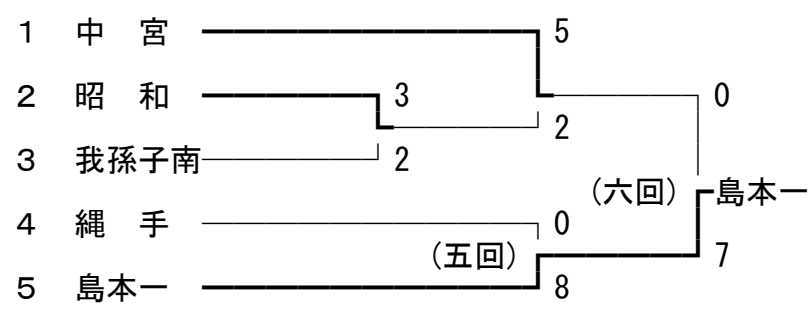 1 中 宮 5
2 昭 和 3 0
2
3 我孫子南 2
(六回) 島本一
4 縄 手 0
(五回) 7
5 島本一 8